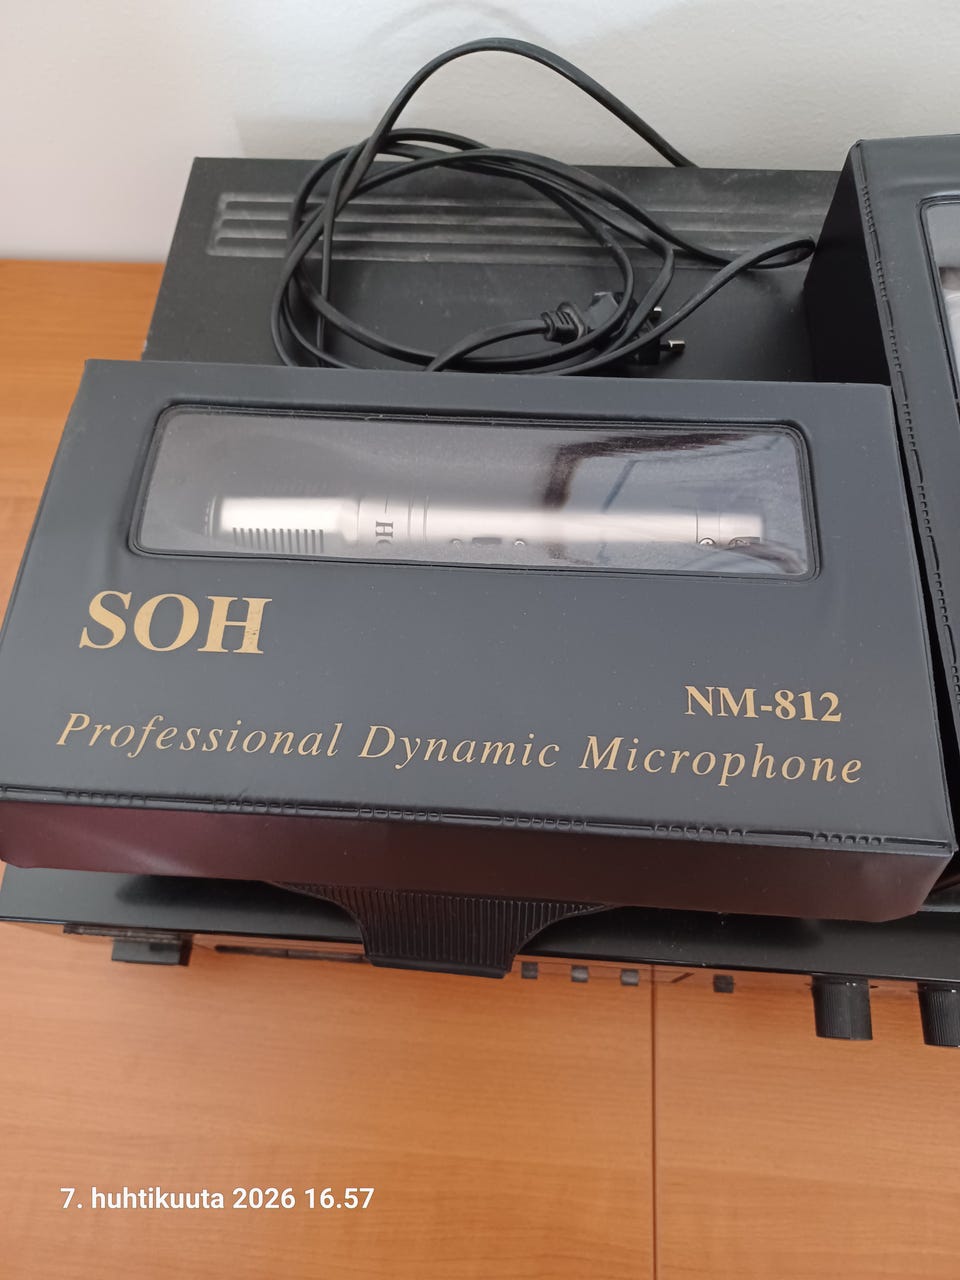 SOH
NM-812
Professional Dynamic Microphone
7. huhtikuuta 2026 16.57